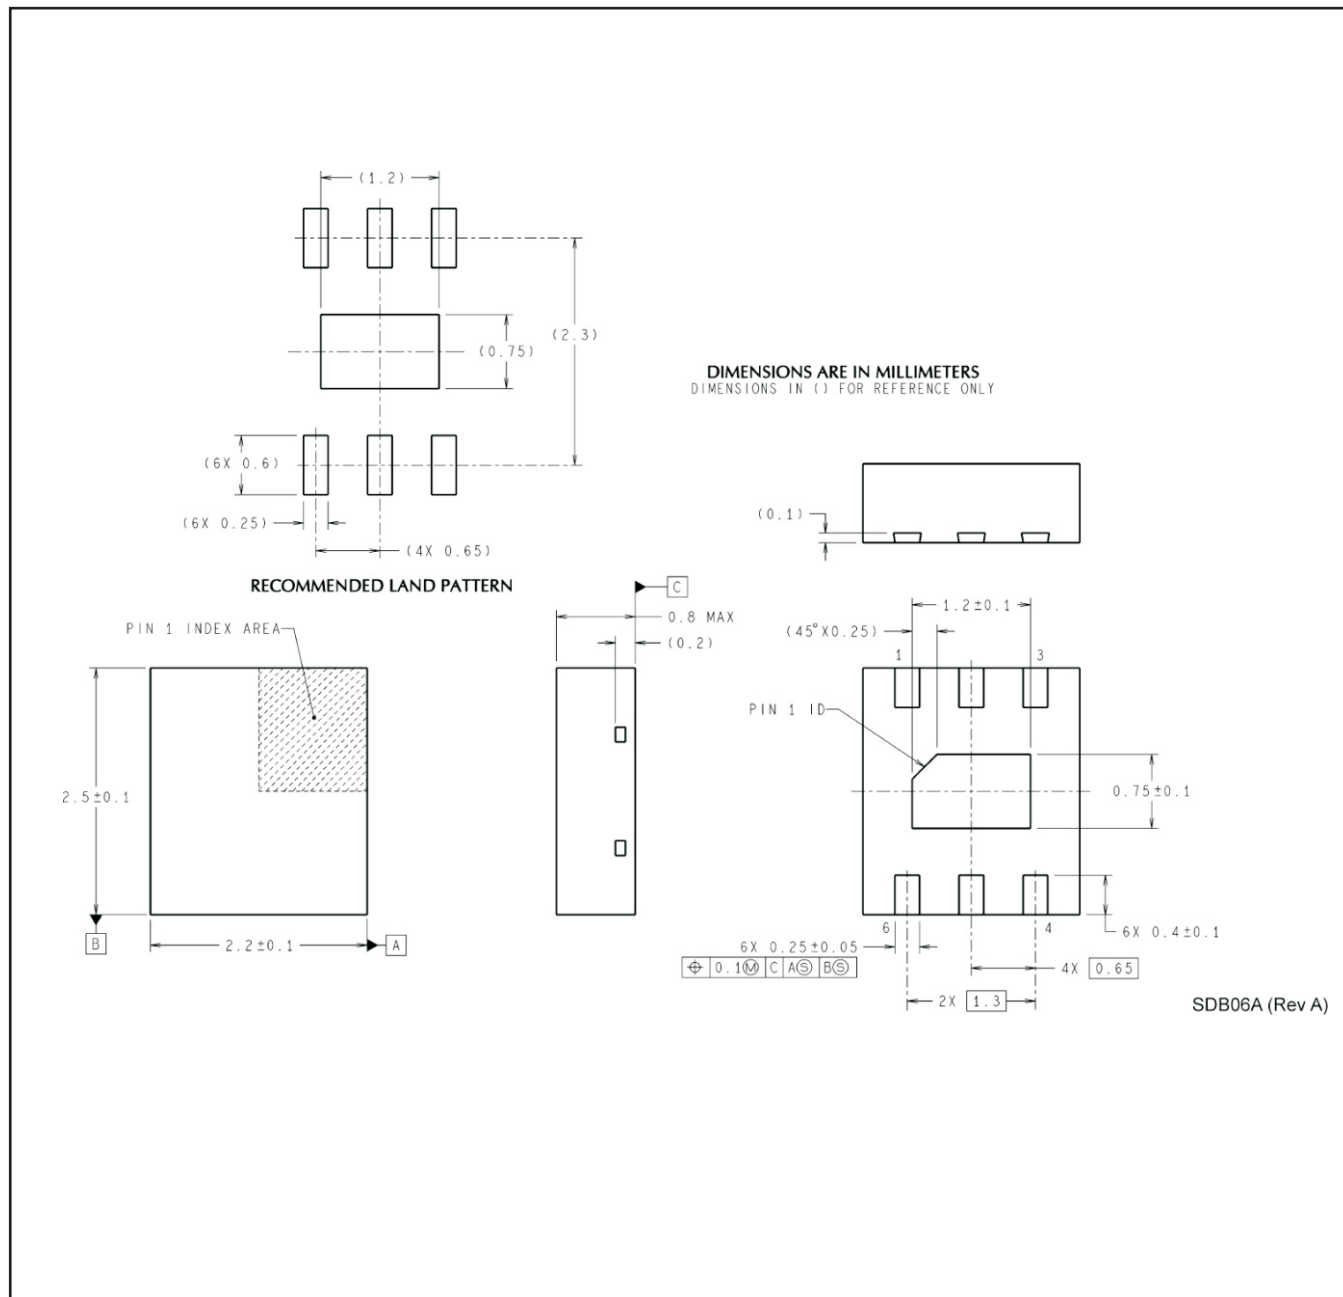 (1.2)
(2.3)
(0.75)
DIMENSIONS ARE IN MILLIMETERS
DIMENSIONS IN () FOR REFERENCE ONLY
(6X 0.6)
(6X 0.25)
(4X 0.65)
(0.1)
RECOMMENDED LAND PATTERN
C
0.8 MAX
(0.2)
PIN 1 INDEX AREA
2.5±0.1
B
2.2±0.1
A
1.2±0.1
(45°X0.25)
1
3
PIN 1 ID
0.75±0.1
6
4
6X 0.4±0.1
6X 0.25±0.05
⌖ 0.1Ⓜ C AⓈ BⓈ
4X 0.65
2X 1.3
SDB06A (Rev A)